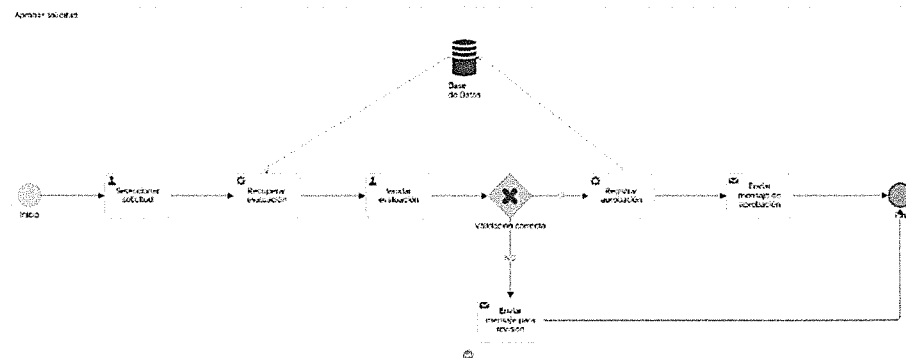 Aprobar solicitud
Base
de Datos
Inicio
Seleccionar
solicitud
Recuperar
evaluación
evaluación
Validación correcta
Registrar
aprobación
Enviar
mensaje de
aprobación
Fin
NO
Enviar
mensaje para
revisión